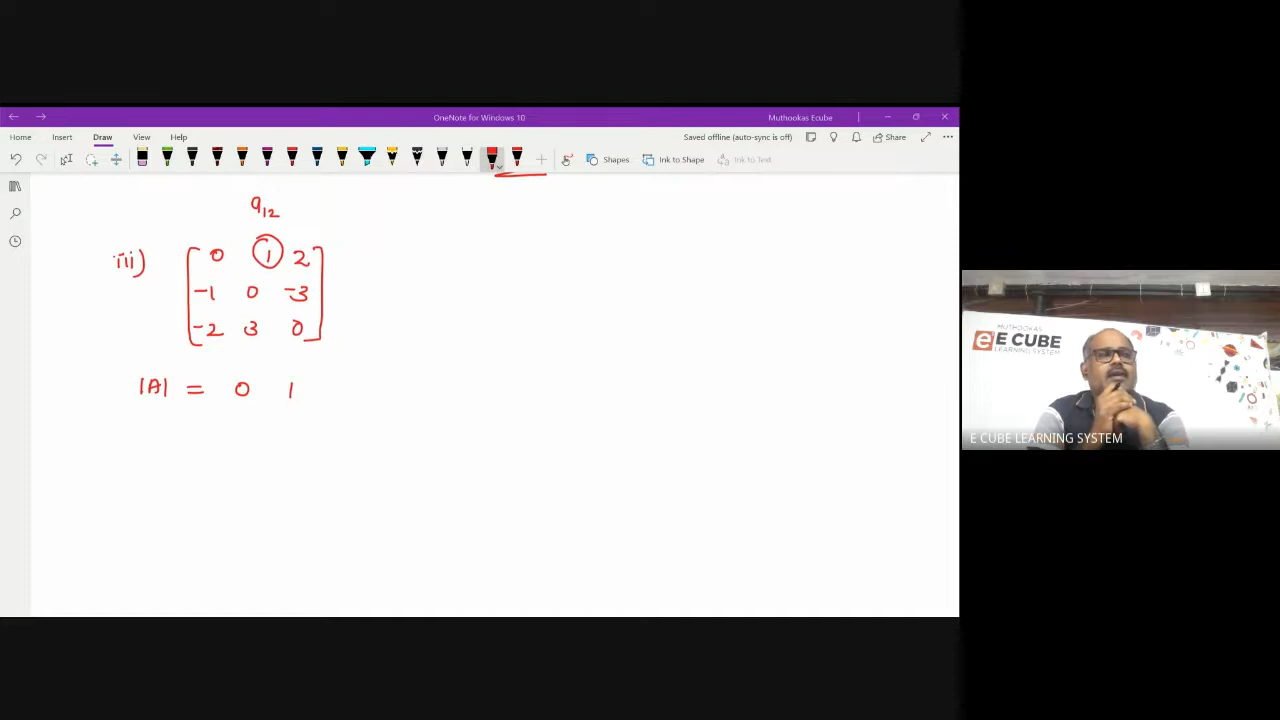 OneNote for Windows 10
Muthookas Ecube
Home Insert Draw View Help
Saved offline (auto-sync is off) Share
Shapes Ink to Shape Ink to Text
a12
iii) [ 0 1 2
-1 0 -3
-2 3 0 ]
|A| = 0 1
MUTHOOKAS
e E CUBE
LEARNING SYSTEM
E CUBE LEARNING SYSTEM